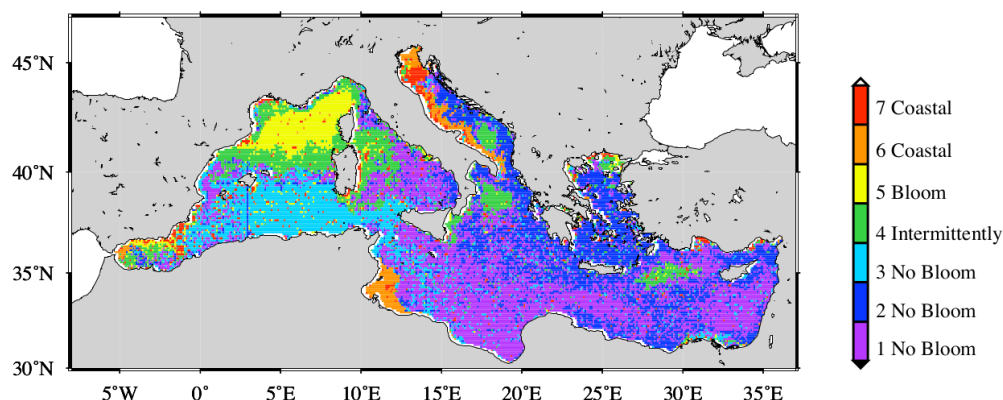 45°N
40°N
35°N
30°N
5°W 0° 5°E 10°E 15°E 20°E 25°E 30°E 35°E
7 Coastal
6 Coastal
5 Bloom
4 Intermittently
3 No Bloom
2 No Bloom
1 No Bloom